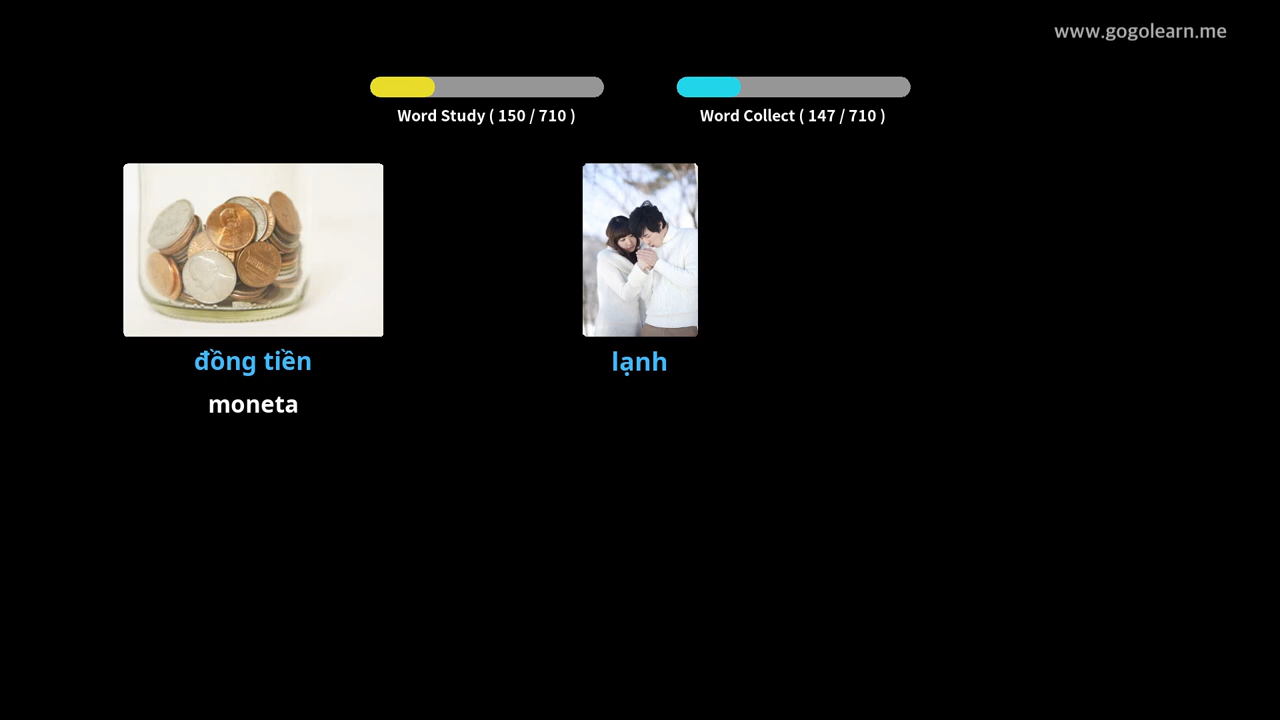 www.gogolearn.me
Word Study ( 150 / 710 )
Word Collect ( 147 / 710 )
đồng tiền
moneta
lạnh